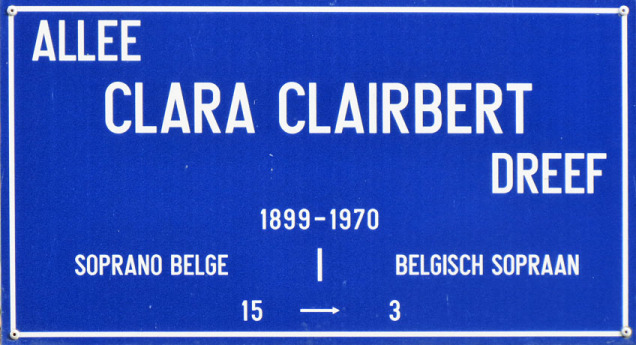 ALLEE
CLARA CLAIRBERT
DREEF
1899-1970
SOPRANO BELGE | BELGISCH SOPRAAN
15 → 3